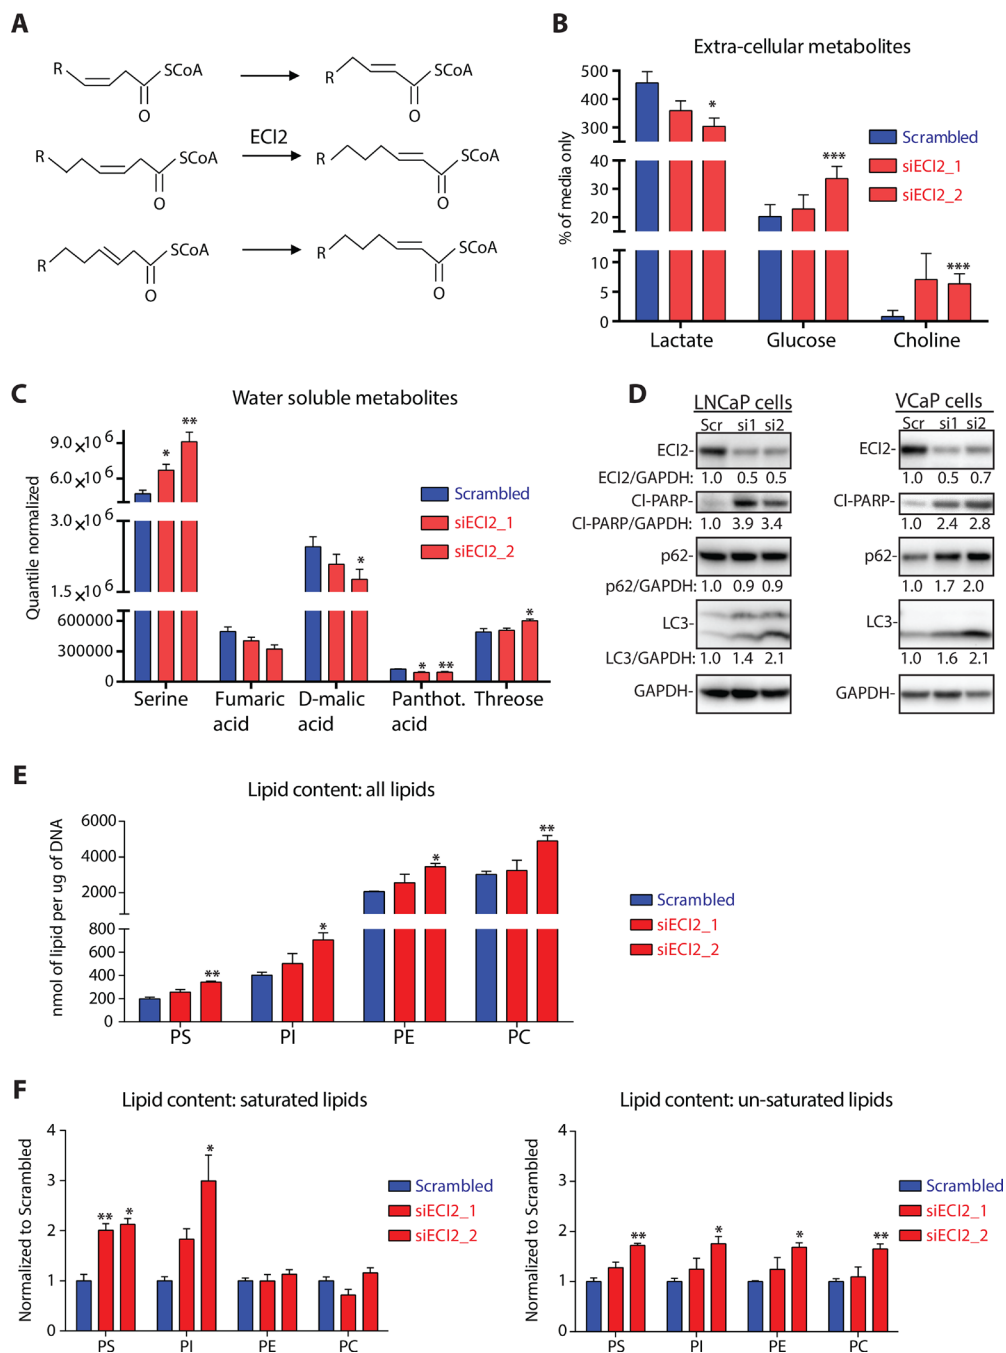 A
R
SCoA
O
R
SCoA
O
R
SCoA
O
ECI2
R
SCoA
O
R
SCoA
O
R
SCoA
O
B
Extra-cellular metabolites
% of media only
500
400
300
40
30
20
10
5
0
*
***
***
Lactate
Glucose
Choline
Scrambled
siECI2_1
siECI2_2
C
Water soluble metabolites
Quantile normalized
9.0×10 6
6.0×10 6
3.0×10 6
1.5×10 6
600000
300000
0
*
**
*
*
**
*
Serine
Fumaric
acid
D-malic
acid
Panthot.
acid
Threose
Scrambled
siECI2_1
siECI2_2
D
LNCaP cells
Scr si1 si2
ECI2-
ECI2/GAPDH: 1.0 0.5 0.5
Cl-PARP-
Cl-PARP/GAPDH: 1.0 3.9 3.4
p62-
p62/GAPDH: 1.0 0.9 0.9
LC3-
LC3/GAPDH: 1.0 1.4 2.1
GAPDH-
VCaP cells
Scr si1 si2
ECI2-
1.0 0.5 0.7
Cl-PARP-
1.0 2.4 2.8
p62-
1.0 1.7 2.0
LC3-
1.0 1.6 2.1
GAPDH-
E
Lipid content: all lipids
nmol of lipid per ug of DNA
6000
4000
2000
800
600
400
200
0
**
*
*
**
PS
PI
PE
PC
Scrambled
siECI2_1
siECI2_2
F
Lipid content: saturated lipids
Normalized to Scrambled
4
3
2
1
0
**
*
*
PS
PI
PE
PC
Scrambled
siECI2_1
siECI2_2
Lipid content: un-saturated lipids
Normalized to Scrambled
4
3
2
1
0
**
*
*
**
PS
PI
PE
PC
Scrambled
siECI2_1
siECI2_2